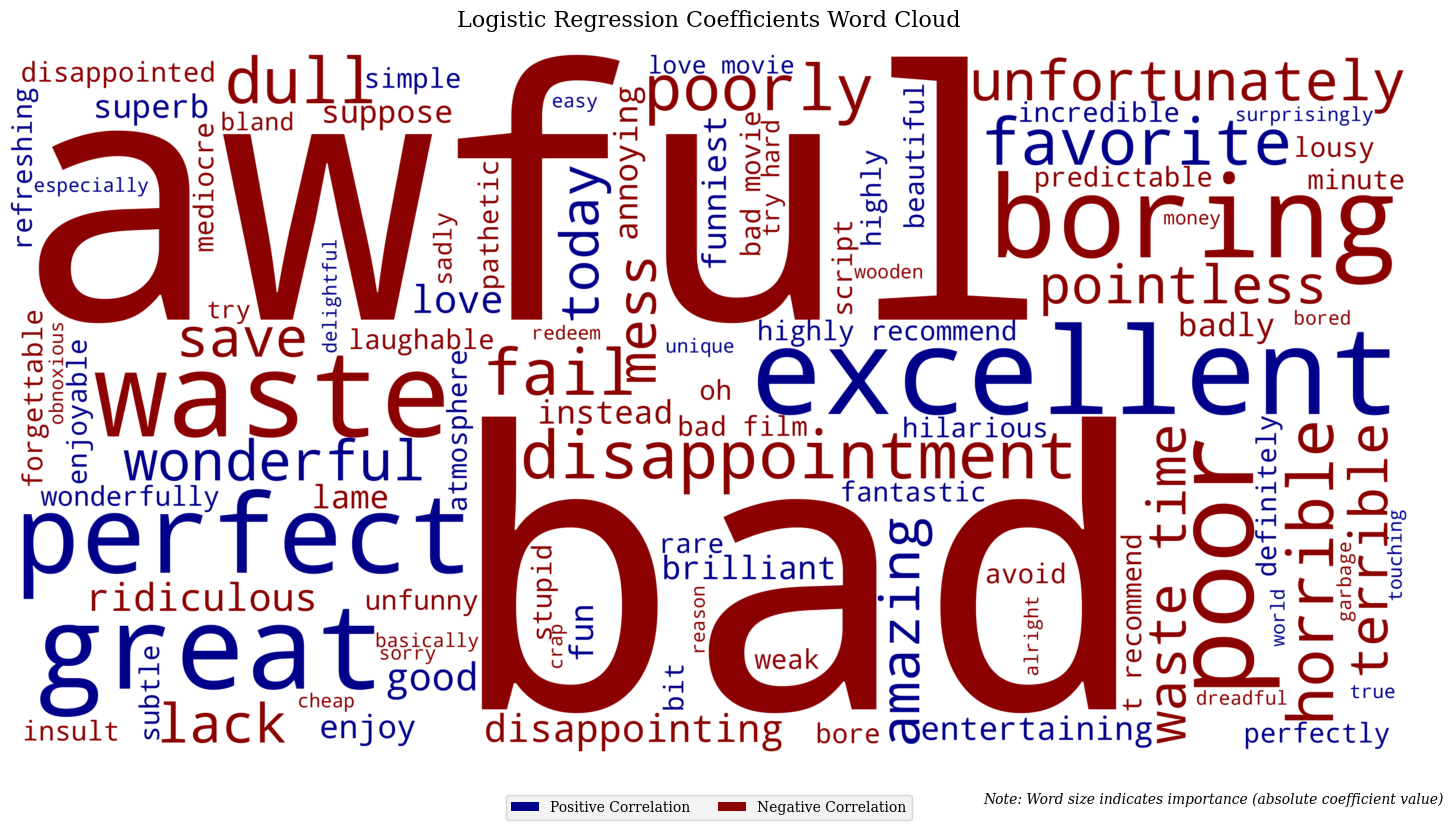 Logistic Regression Coefficients Word Cloud
disappointed
dull
simple
love movie
poorly
unfortunately
refreshing
superb
bland
suppose
easy
annoying
incredible
surprisingly
favorite
lousy
awful
especially
mediocre
pathetic
today
funniest
bad movie
try hard
highly
beautiful
predictable
minute
boring
money
sadly
delightful
script
wooden
pointless
love
mess
try
save
laughable
redeem
unique
highly recommend
badly
bored
forgettable
obnoxious
enjoyable
waste
atmosphere
fail
oh
excellent
instead
bad film
hilarious
disappointment
wonderful
wonderfully
lame
fantastic
perfect
bad
amazing
waste time
poor
definitely
horrible
terrible
touching
rare
brilliant
stupid
crap
fun
reason
avoid
alright
weak
t recommend
world
garbage
ridiculous
unfunny
great
basically
sorry
subtle
good
bit
cheap
dreadful
true
insult
lack
enjoy
disappointing
bore
entertaining
perfectly
Positive Correlation
Negative Correlation
Note: Word size indicates importance (absolute coefficient value)